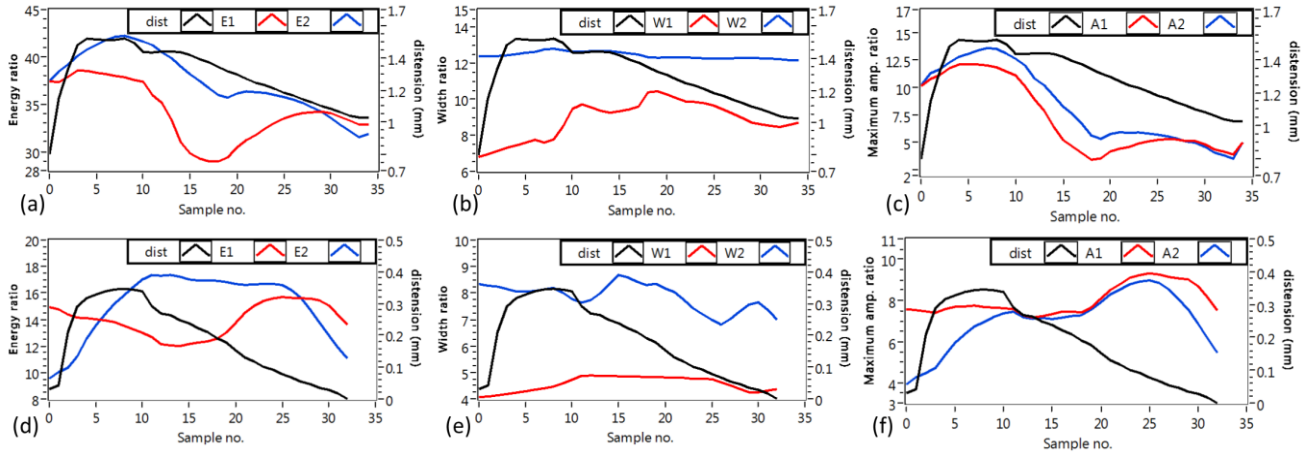 dist E1 E2
Energy ratio
45
40
35
30
28
distension (mm)
1.7
1.4
1.2
1
0.7
0 5 10 15 20 25 30 35
Sample no.
(a)
dist W1 W2
Width ratio
15
14
12
10
8
6
distension (mm)
1.7
1.4
1.2
1
0.7
0 5 10 15 20 25 30 35
Sample no.
(b)
dist A1 A2
Maximum amp. ratio
17
15
12.5
10
7.5
5
2
distension (mm)
1.7
1.4
1.2
1
0.7
0 5 10 15 20 25 30 35
Sample no.
(c)
dist E1 E2
Energy ratio
20
18
16
14
12
10
8
distension (mm)
0.5
0.4
0.3
0.2
0.1
0
0 5 10 15 20 25 30 35
Sample no.
(d)
dist W1 W2
Width ratio
10
9
8
7
6
5
4
distension (mm)
0.5
0.4
0.3
0.2
0.1
0
0 5 10 15 20 25 30 35
Sample no.
(e)
dist A1 A2
Maximum amp. ratio
11
10
8
6
4
3
distension (mm)
0.5
0.4
0.3
0.2
0.1
0
0 5 10 15 20 25 30 35
Sample no.
(f)